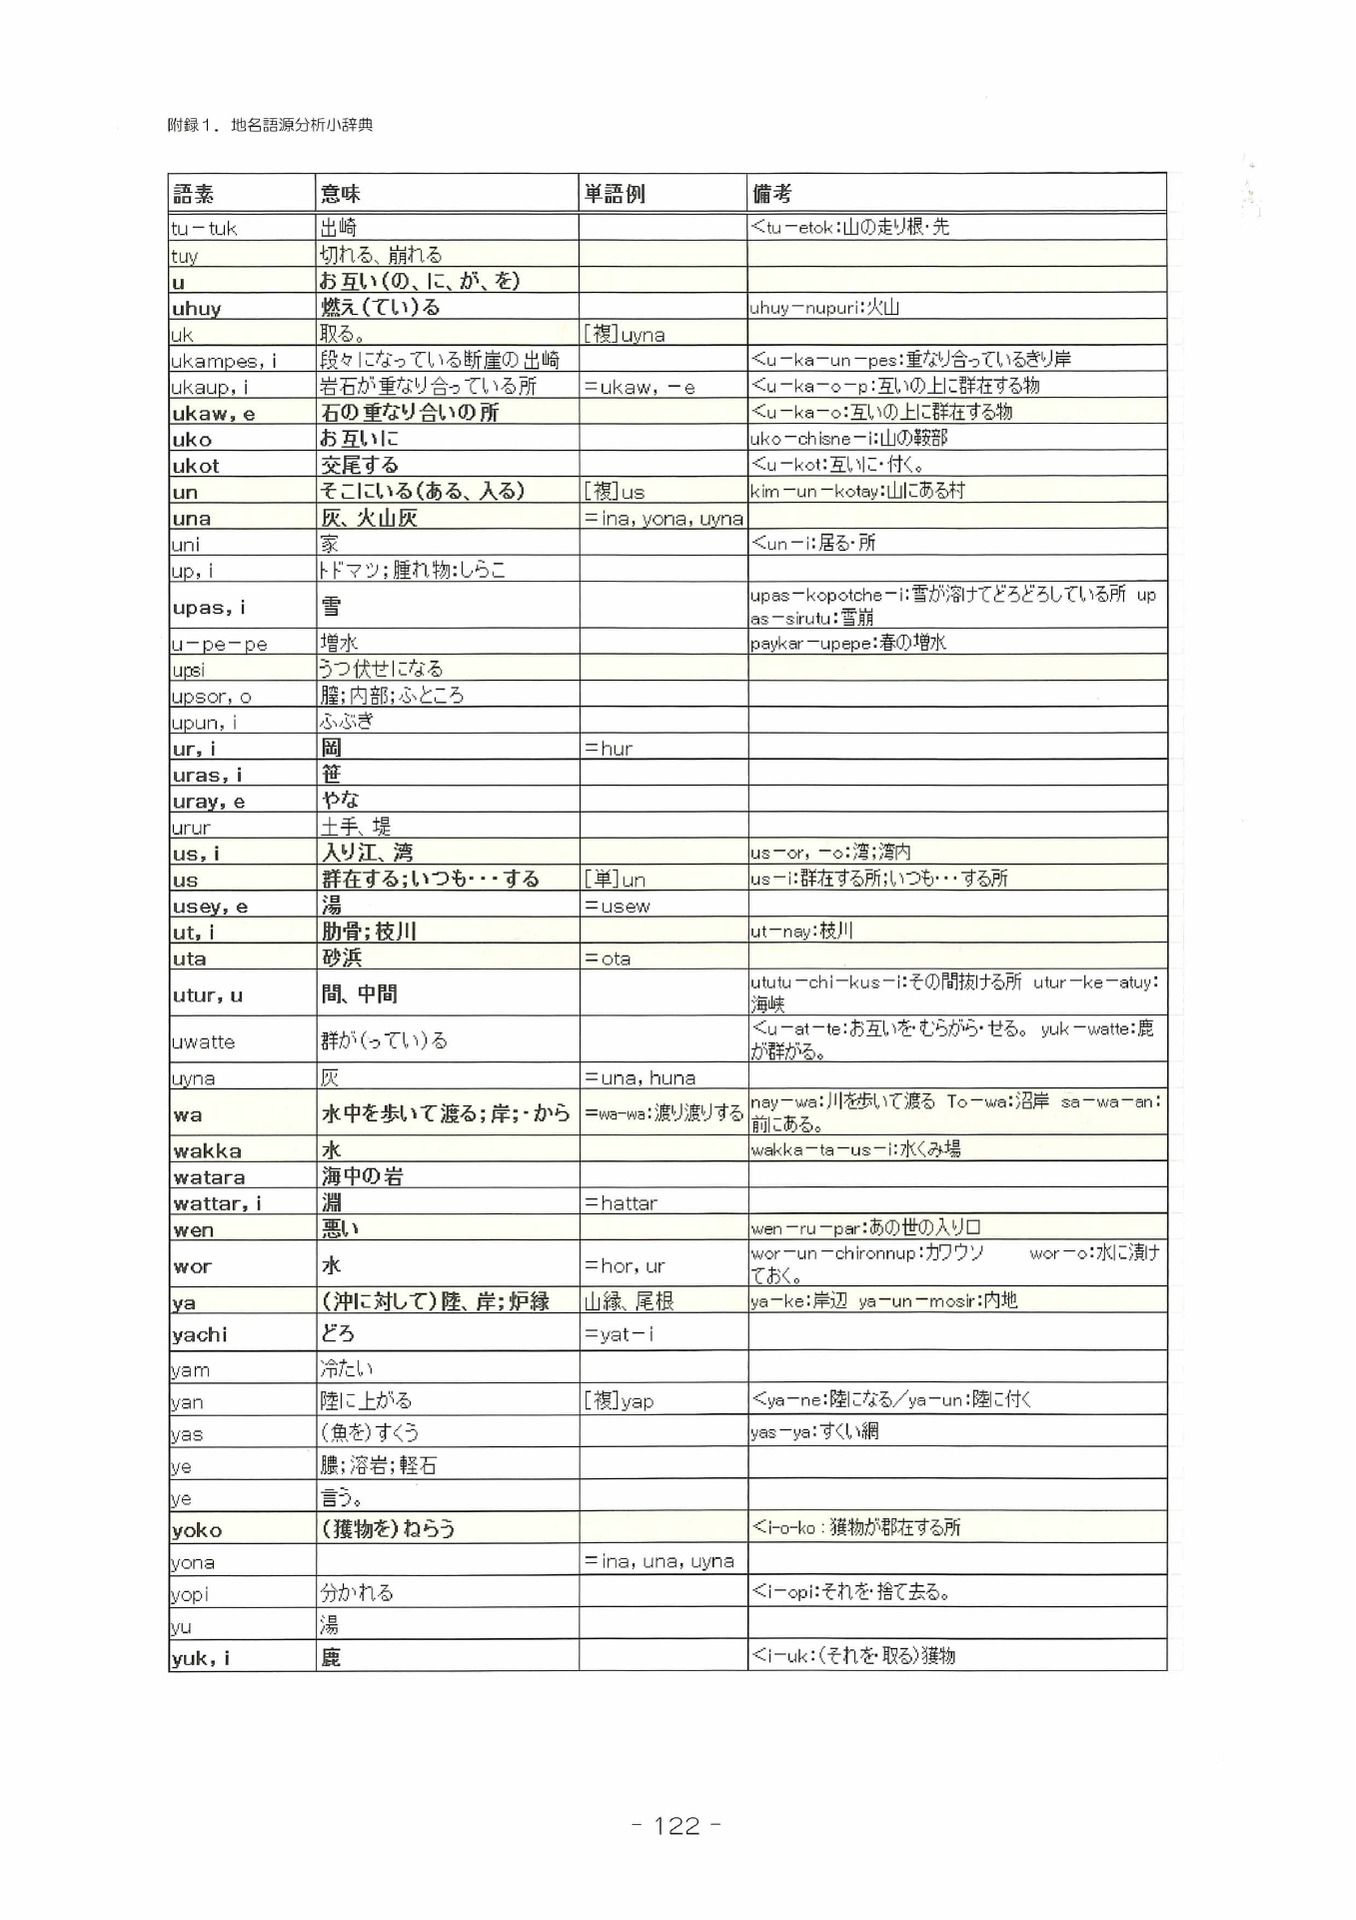 附録１．地名語源分析小辞典
語素 意味 単語例 備考
tu－tuk 出崎 <tu－etok:山の走り根･先
tuy 切れる、崩れる
u お互い(の、に、が、を)
uhuy 燃え(てい)る uhuy－nupuri:火山
uk 取る。 [複]uyna
ukampes, i 段々になっている断崖の出崎 <u－ka－un－pes:重なり合っているきり岸
ukaup, i 岩石が重なり合っている所 =ukaw, －e <u－ka－o－p:互いの上に群在する物
ukaw, e 石の重なり合いの所 <u－ka－o:互いの上に群在する物
uko お互いに uko－chisne－i:山の鞍部
ukot 交尾する <u－kot:互いに･付く。
un そこにいる(ある、入る) [複]us kim－un－kotay:山にある村
una 灰、火山灰 =ina, yona, uyna
uni 家 <un－i:居る･所
up, i トドマツ;腫れ物:しらこ
upas, i 雪 upas－kopotche－i:雪が溶けてどろどろしている所 up
as－sirutu:雪崩
u－pe－pe 増水 paykar－upepe:春の増水
upsi うつ伏せになる
upsor, o 膣;内部;ふところ
upun, i ふぶき
ur, i 岡 =hur
uras, i 笹
uray, e やな
urur 土手、堤
us, i 入り江、湾 us－or, －o:湾;湾内
us 群在する;いつも･･･する [単]un us－i:群在する所;いつも･･･する所
usey, e 湯 =usew
ut, i 肋骨;枝川 ut－nay:枝川
uta 砂浜 =ota
utur, u 間、中間 ututu－chi－kus－i:その間抜ける所 utur－ke－atuy:
海峡
uwatte 群が(ってい)る <u－at－te:お互いを･むらがら･せる。 yuk－watte:鹿
が群がる。
uyna 灰 =una, huna
wa 水中を歩いて渡る;岸;･から =wa-wa:渡り渡りする nay－wa:川を歩いて渡る To－wa:沼岸 sa－wa－an:
前にある。
wakka 水 wakka－ta－us－i:水くみ場
watara 海中の岩
wattar, i 淵 =hattar
wen 悪い wen－ru－par:あの世の入り口
wor 水 =hor, ur wor－un－chironnup:カワウソ wor－o:水に漬け
ておく。
ya (沖に対して)陸、岸;炉縁 山縁、尾根 ya－ke:岸辺 ya－un－mosir:内地
yachi どろ =yat－i
yam 冷たい
yan 陸に上がる [複]yap <ya－ne:陸になる／ya－un:陸に付く
yas (魚を)すくう yas－ya:すくい網
ye 膿;溶岩;軽石
ye 言う。
yoko (獲物を)ねらう <i-o-ko:獲物が郡在する所
yona =ina, una, uyna
yopi 分かれる <i－opi:それを･捨て去る。
yu 湯
yuk, i 鹿 <i－uk:(それを･取る)獲物
- 122 -